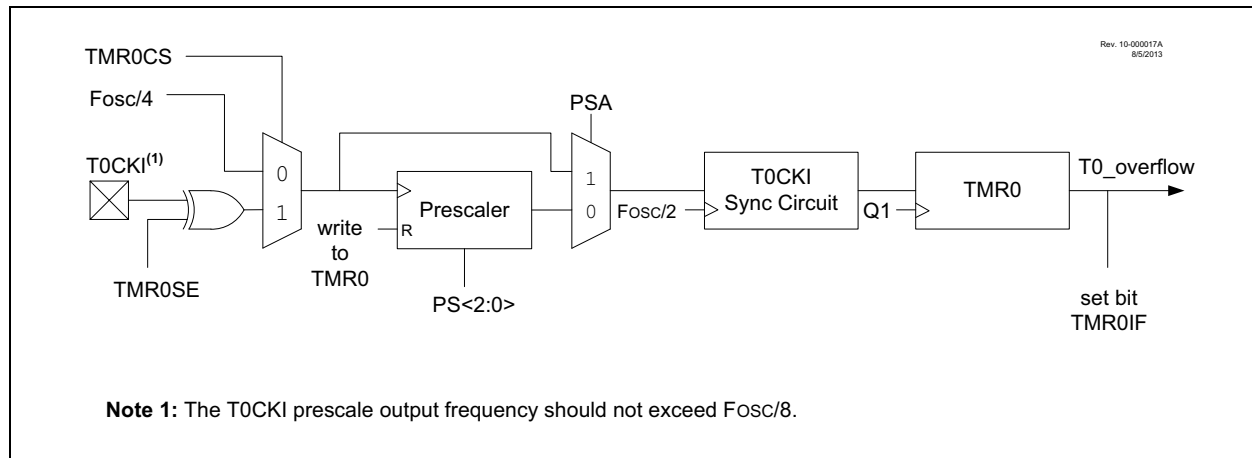 Rev. 10-000017A
8/5/2013
TMR0CS
Fosc/4
PSA
T0CKI(1)
0
1
1
0
T0CKI
Sync Circuit
TMR0
T0_overflow
Prescaler
R
FOSC/2
Q1
write
to
TMR0
TMR0SE
PS<2:0>
set bit
TMR0IF
Note 1: The T0CKI prescale output frequency should not exceed FOSC/8.